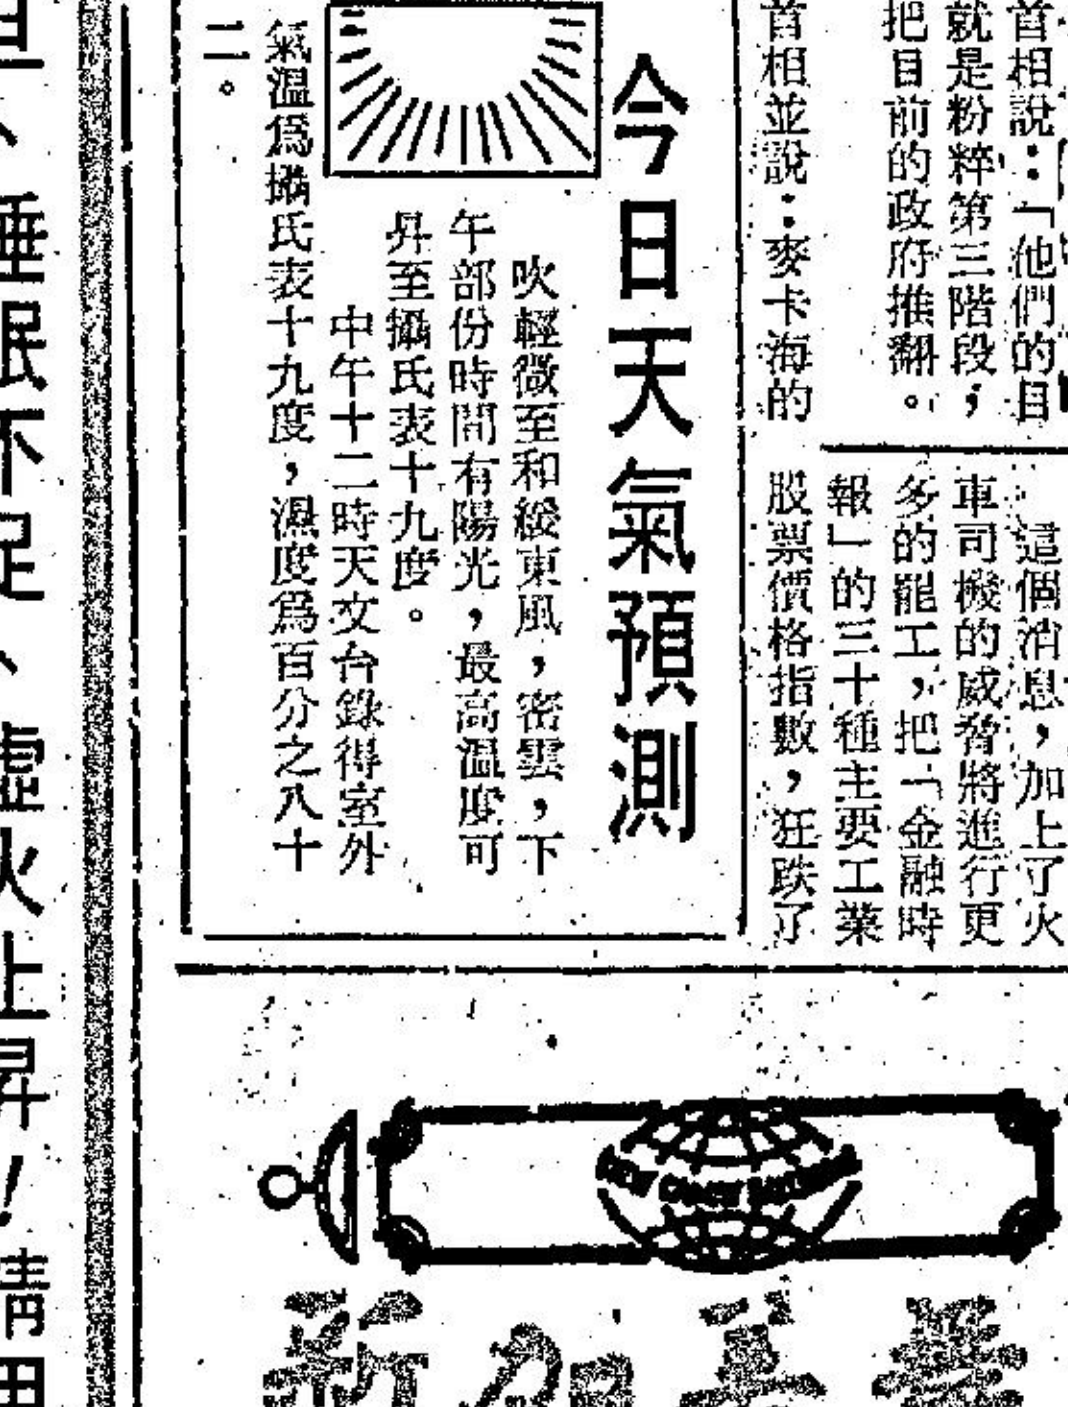 首相說：「他們的目
就是粉粹第三階段，
把目前的政府推翻。
首相並說：麥卡海的
這個消息，加上了火
車司機的威脅將進行更
多的罷工，把「金融時
報」的三十種主要工業
股票價格指數，狂跌了
今日天氣預測
吹輕微至和緩東風，密雲，下
午部份時間有陽光，最高溫度可
昇至攝氏表十九度。
中午十二時天文台錄得室外
氣溫爲攝氏表十九度，濕度爲百分之八十
二。
、睡眠不足、虛火上昇！請用
NEW
新加